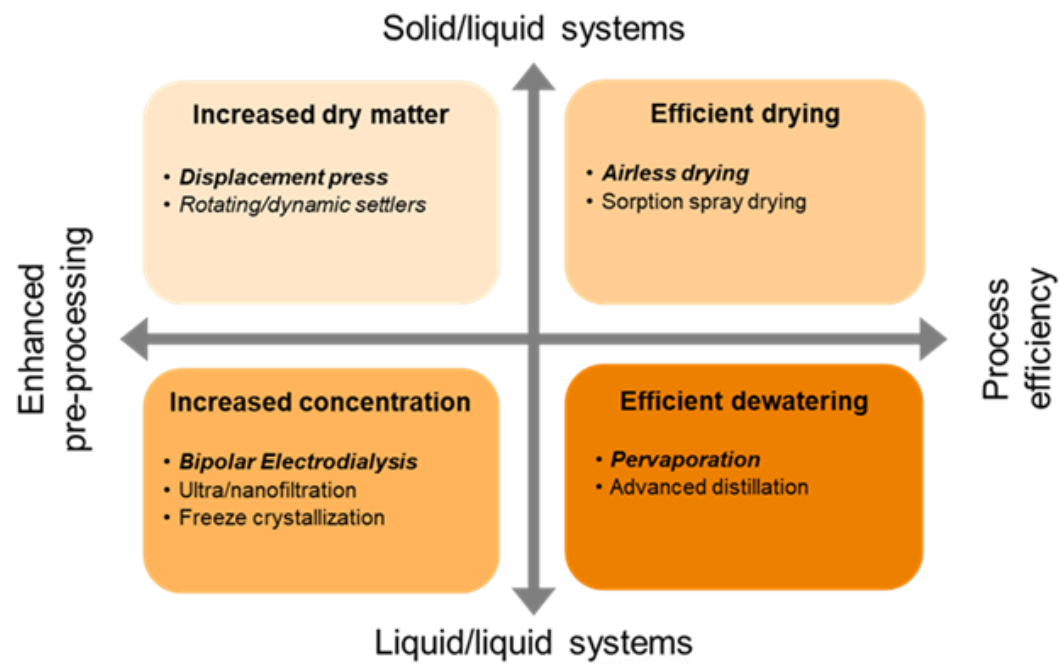 Solid/liquid systems
Increased dry matter
• Displacement press
• Rotating/dynamic settlers
Efficient drying
• Airless drying
• Sorption spray drying
Enhanced
pre-processing
Process
efficiency
Increased concentration
• Bipolar Electrodialysis
• Ultra/nanofiltration
• Freeze crystallization
Efficient dewatering
• Pervaporation
• Advanced distillation
Liquid/liquid systems